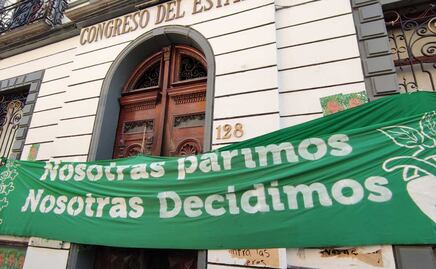 CONGRESO DEL ESTA
128
Nosotras parimos
Nosotras Decidimos